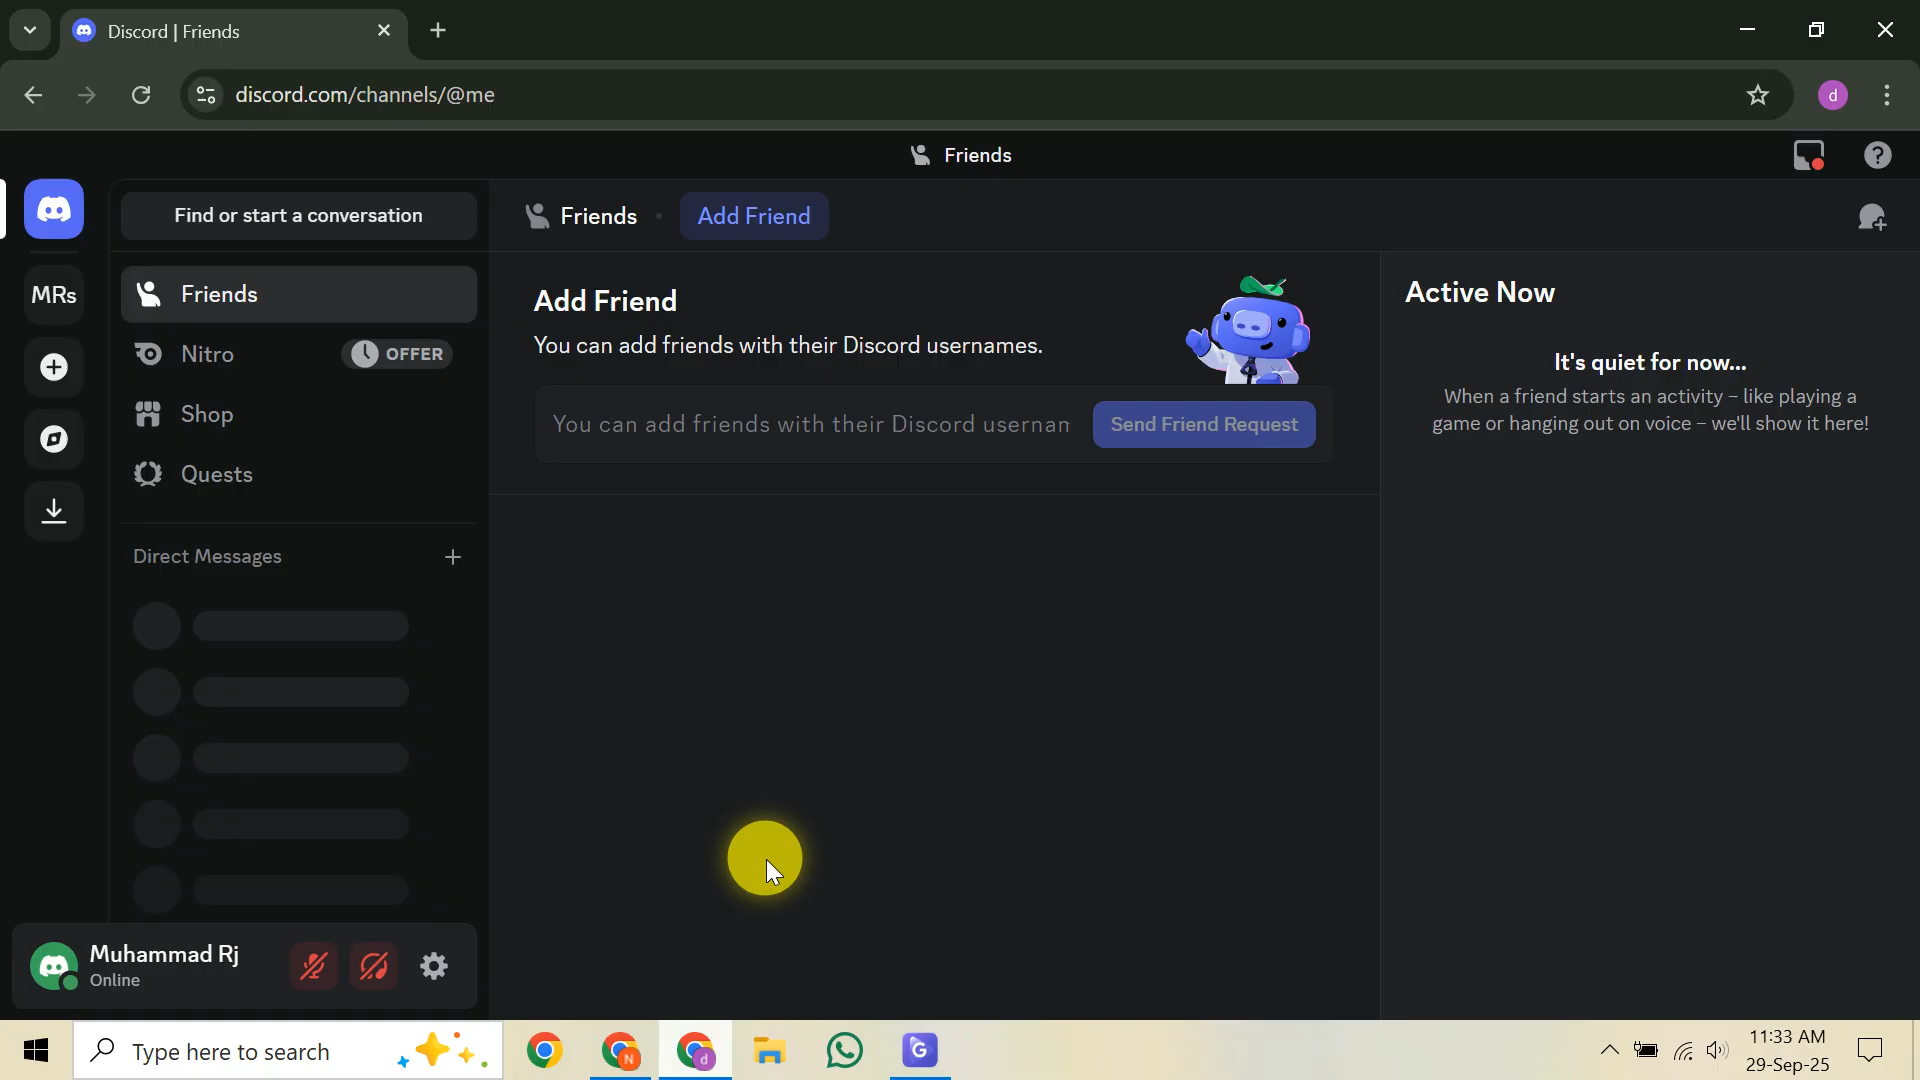 Discord | Friends
discord.com/channels/@me
d
Friends
MRs
Find or start a conversation
Friends
Nitro
OFFER
Shop
Quests
Direct Messages
Friends
Add Friend
Add Friend
You can add friends with their Discord usernames.
You can add friends with their Discord usernam
Send Friend Request
Active Now
It's quiet for now...
When a friend starts an activity – like playing a
game or hanging out on voice – we'll show it here!
Muhammad Rj
Online
Type here to search
N
d
G
11:33 AM
29-Sep-25